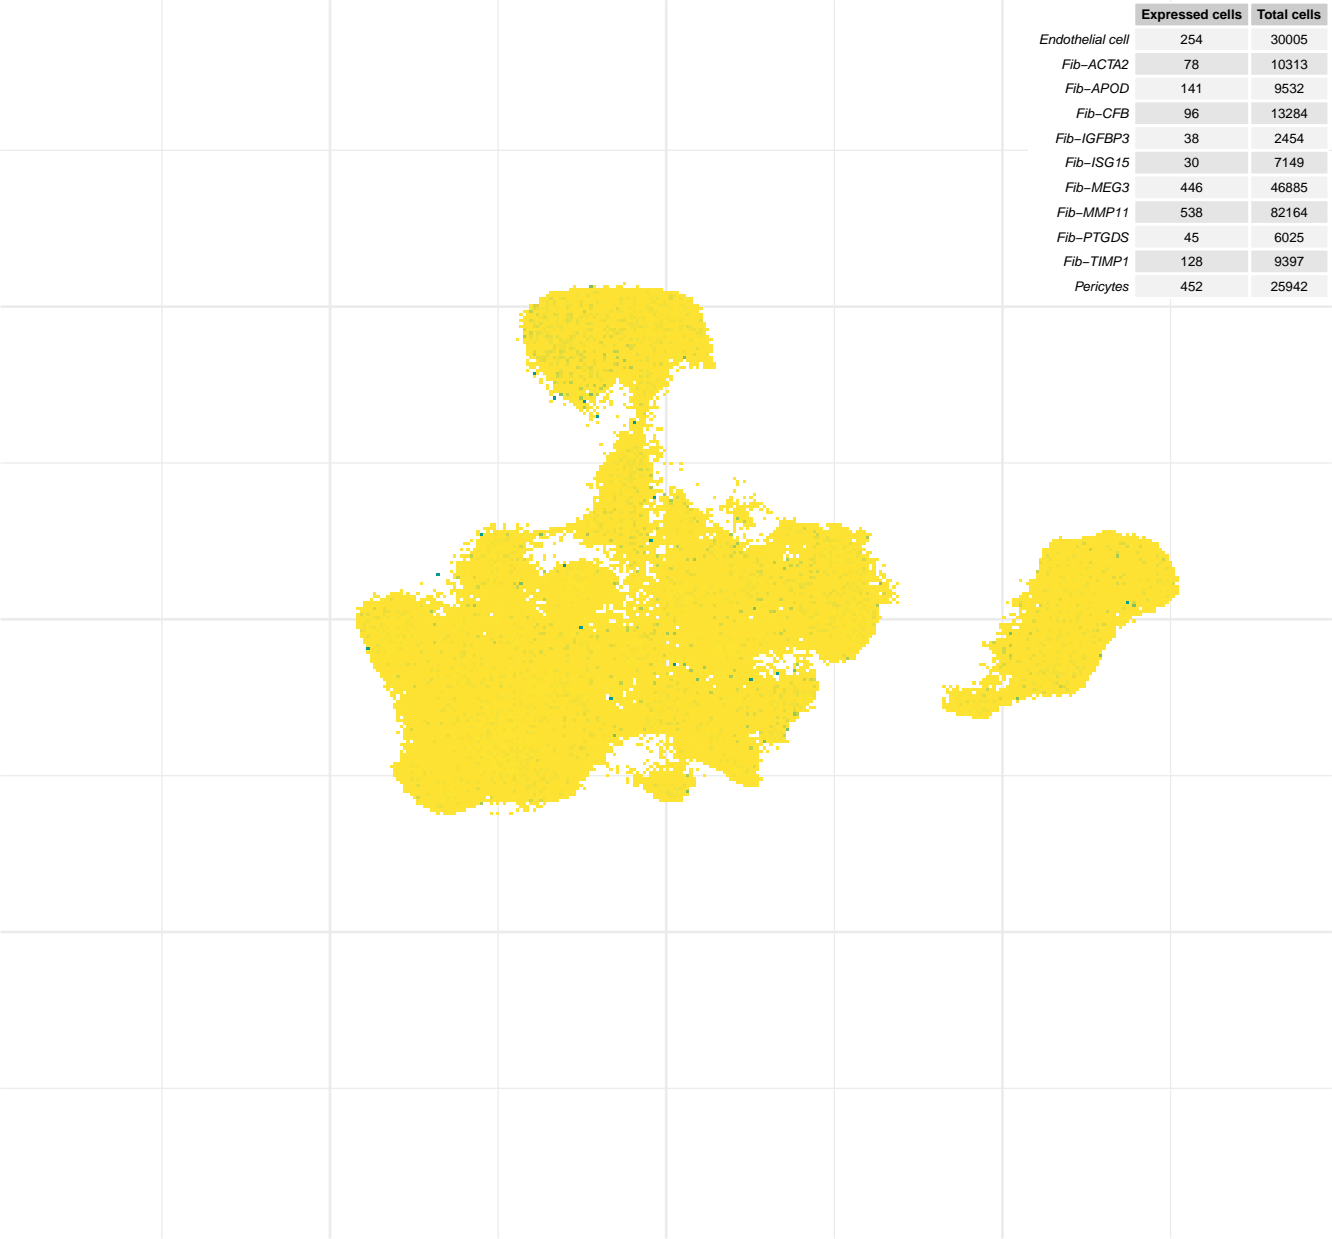 Expressed cells Total cells
Endothelial cell 254 30005
Fib−ACTA2 78 10313
Fib−APOD 141 9532
Fib−CFB 96 13284
Fib−IGFBP3 38 2454
Fib−ISG15 30 7149
Fib−MEG3 446 46885
Fib−MMP11 538 82164
Fib−PTGDS 45 6025
Fib−TIMP1 128 9397
Pericytes 452 25942